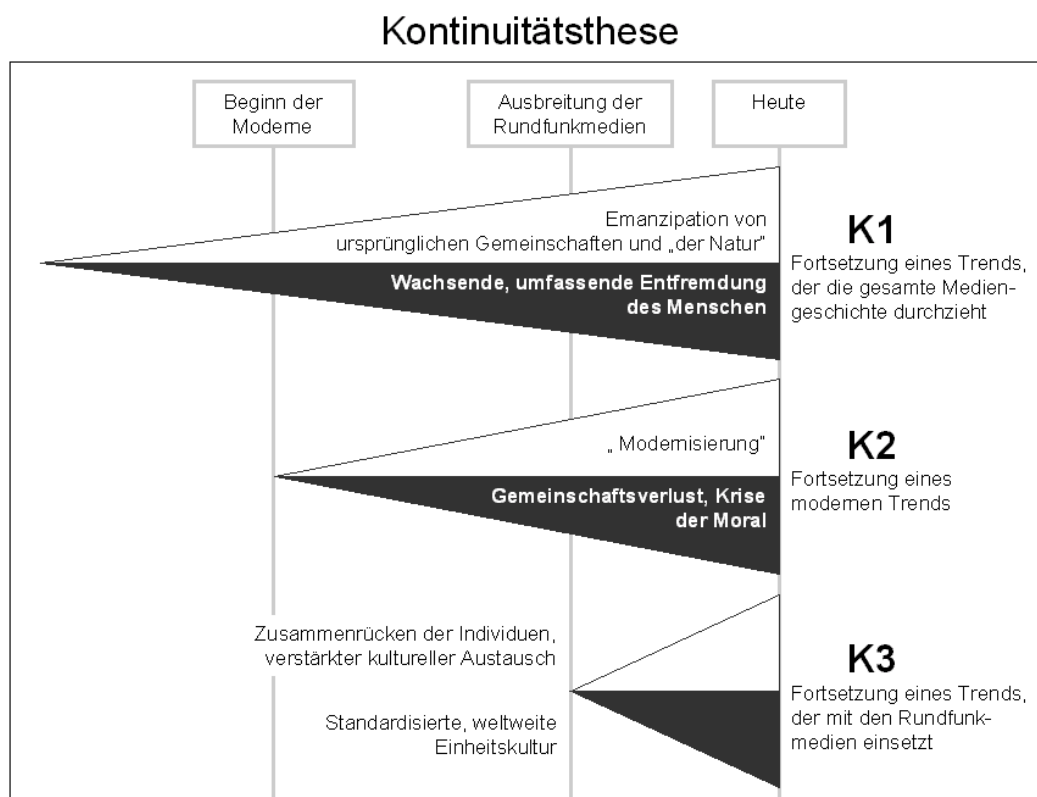 Kontinuitätsthese
Beginn der
Moderne
Ausbreitung der
Rundfunkmedien
Heute
Emanzipation von
ursprünglichen Gemeinschaften und „der Natur"
Wachsende, umfassende Entfremdung
des Menschen
K1
Fortsetzung eines Trends,
der die gesamte Medien-
geschichte durchzieht
„ Modernisierung"
Gemeinschaftsverlust, Krise
der Moral
K2
Fortsetzung eines
modernen Trends
Zusammenrücken der Individuen,
verstärkter kultureller Austausch
Standardisierte, weltweite
Einheitskultur
K3
Fortsetzung eines Trends,
der mit den Rundfunk-
medien einsetzt